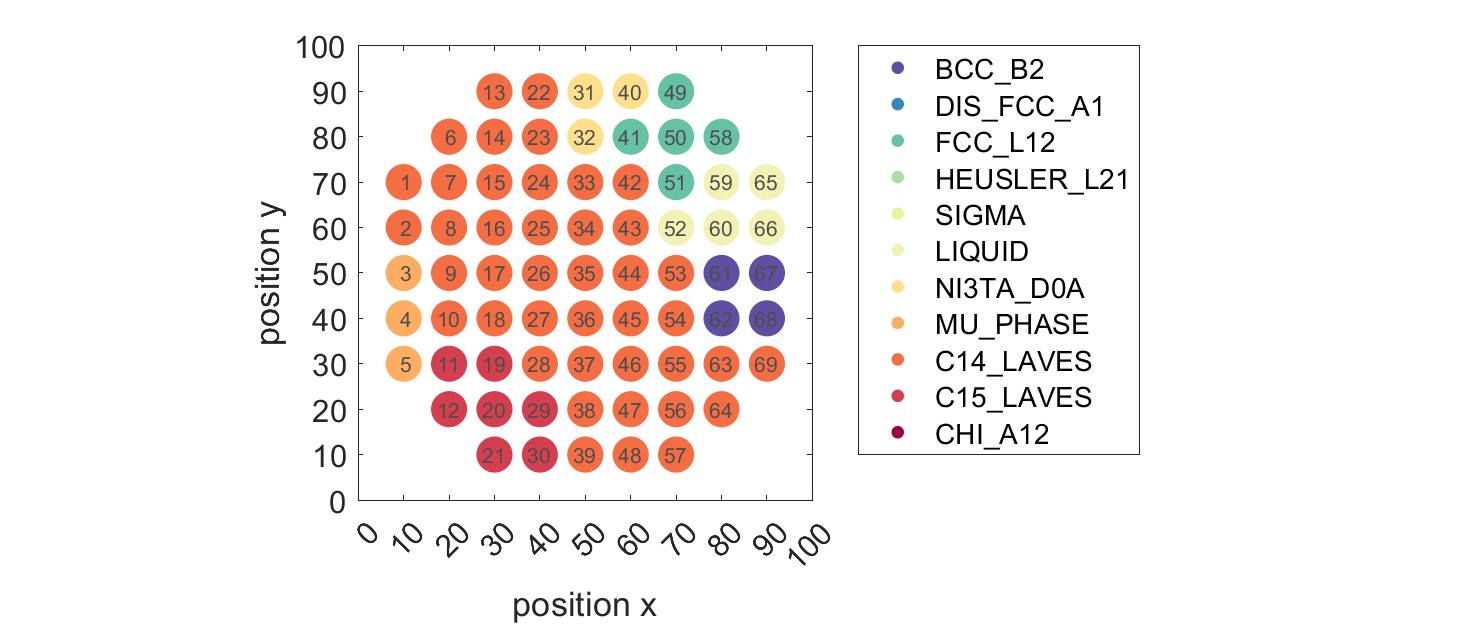 100
90
80
70
60
50
40
30
20
10
0
13 22 31 40 49
6 14 23 32 41 50 58
1 7 15 24 33 42 51 59 65
2 8 16 25 34 43 52 60 66
3 9 17 26 35 44 53 61 67
4 10 18 27 36 45 54 62 68
5 11 19 28 37 46 55 63 69
12 20 29 38 47 56 64
21 30 39 48 57
0 10 20 30 40 50 60 70 80 90 100
position x
position y
BCC_B2
DIS_FCC_A1
FCC_L12
HEUSLER_L21
SIGMA
LIQUID
NI3TA_D0A
MU_PHASE
C14_LAVES
C15_LAVES
CHI_A12